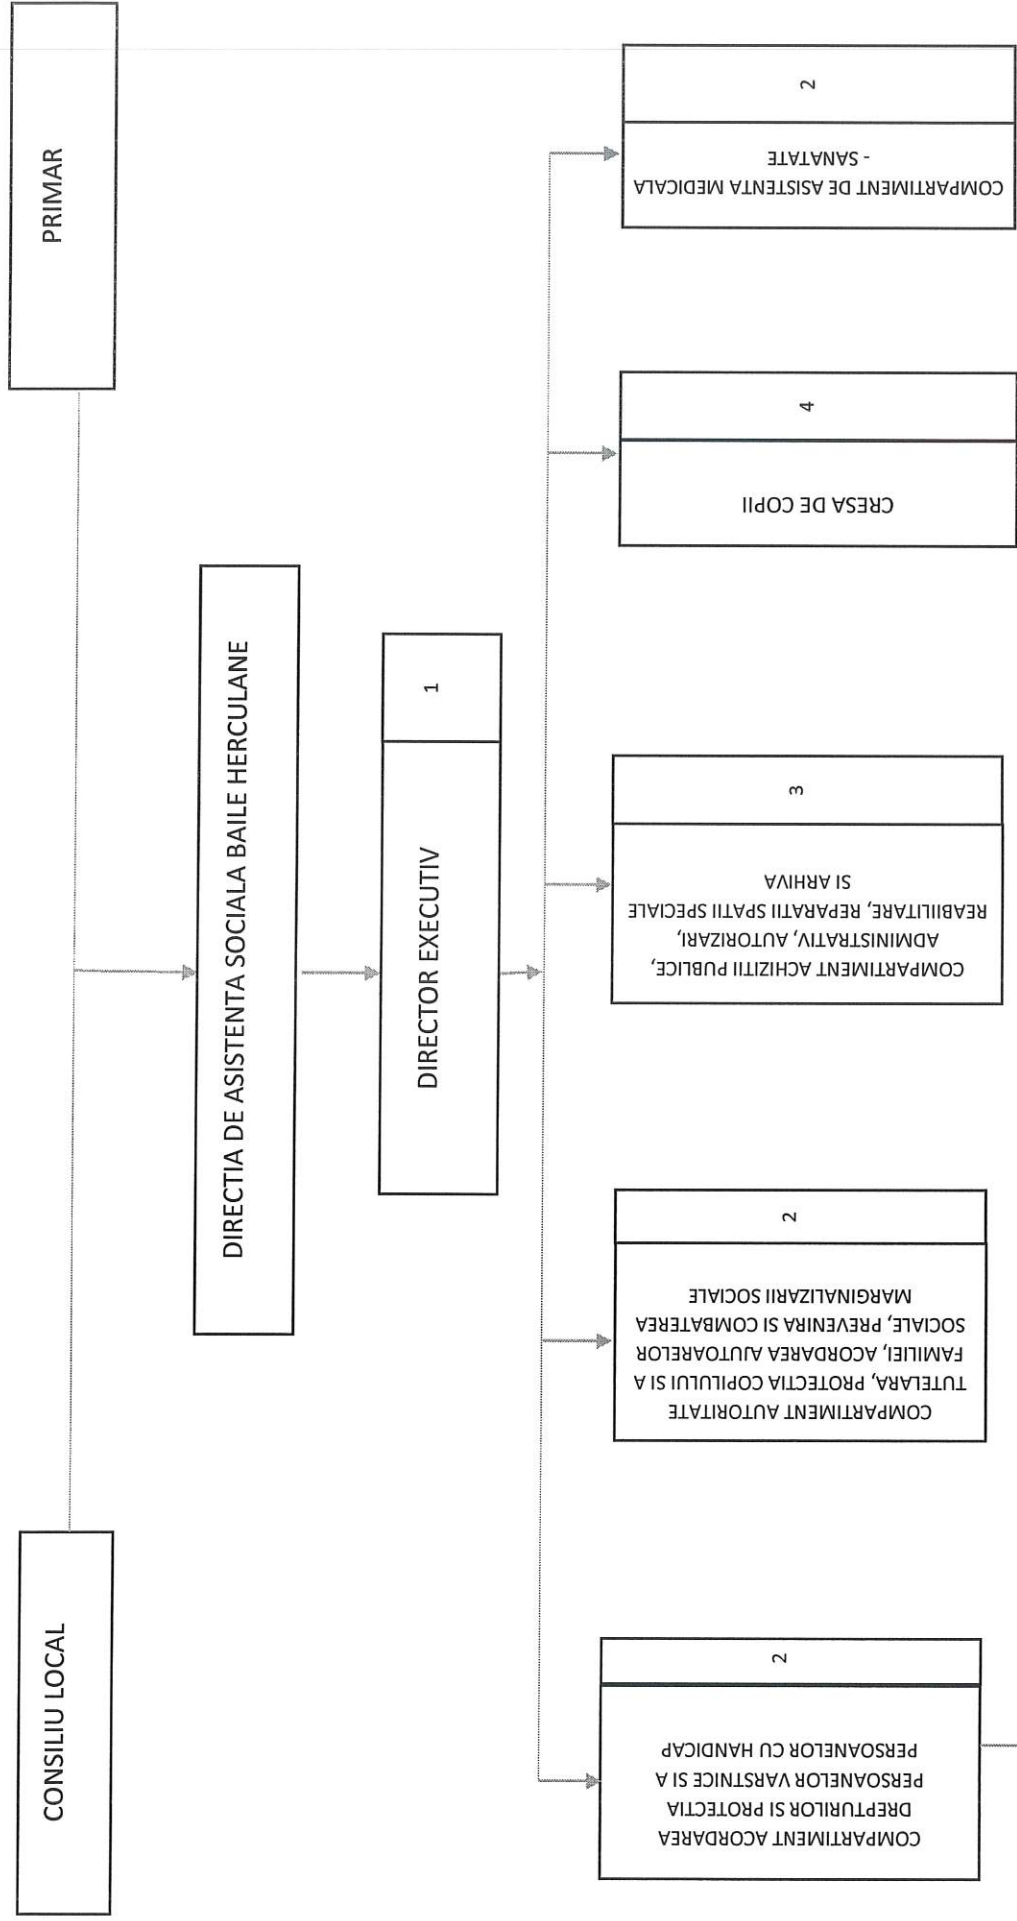 CONSILIU LOCAL
PRIMAR
DIRECTIA DE ASISTENTA SOCIALA BAILE HERCULANE
DIRECTOR EXECUTIV
1
COMPARTIMENT ACORDAREA
DREPTURILOR SI PROTECTIA
PERSOANELOR VARSTNICE SI A
PERSOANELOR CU HANDICAP
2
COMPARTIMENT AUTORITATE
TUTELARA, PROTECTIA COPILULUI SI A
FAMILIEI, ACORDAREA AJUTOARELOR
SOCIALE, PREVENIRA SI COMBATEREA
MARGINALIZARII SOCIALE
2
COMPARTIMENT ACHIZITII PUBLICE,
ADMINISTRATIV, AUTORIZARI,
REABIILITARE, REPARATII SPATII SPECIALE
SI ARHIVA
3
CRESA DE COPII
4
COMPARTIMENT DE ASISTENTA MEDICALA
- SANATATE
2